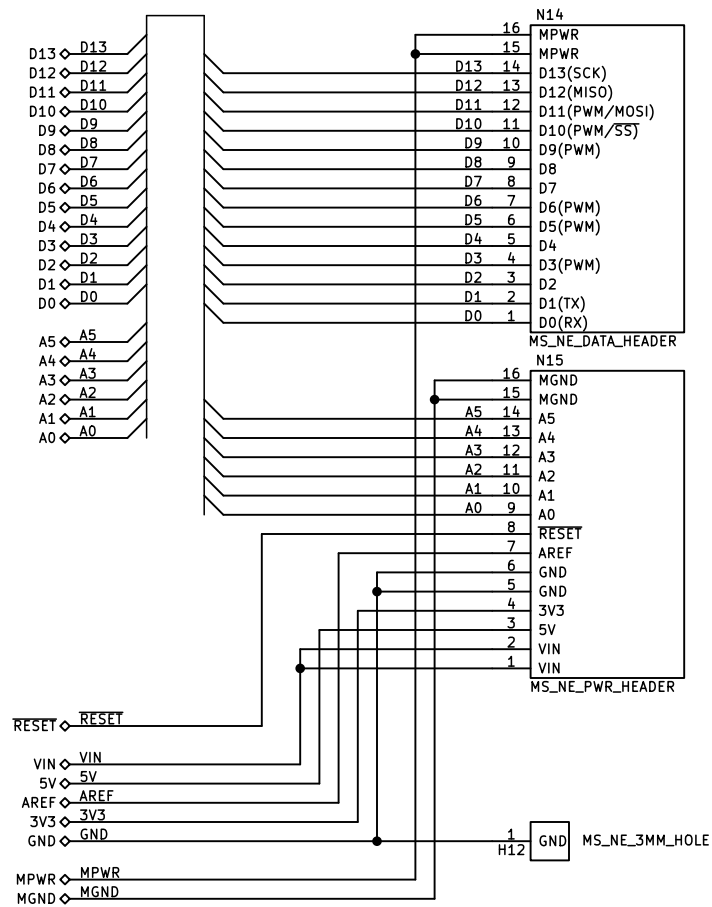 N14
16 MPWR
15 MPWR
D13 D13 D13 14 D13(SCK)
D12 D12 D12 13 D12(MISO)
D11 D11 D11 12 D11(PWM/MOSI)
D10 D10 D10 11 D10(PWM/SS)
D9 D9 D9 10 D9(PWM)
D8 D8 D8 9 D8
D7 D7 D7 8 D7
D6 D6 D6 7 D6(PWM)
D5 D5 D5 6 D5(PWM)
D4 D4 D4 5 D4
D3 D3 D3 4 D3(PWM)
D2 D2 D2 3 D2
D1 D1 D1 2 D1(TX)
D0 D0 D0 1 D0(RX)
MS_NE_DATA_HEADER
A5 A5
A4 A4
A3 A3
A2 A2
A1 A1
A0 A0
N15
16 MGND
15 MGND
A5 14 A5
A4 13 A4
A3 12 A3
A2 11 A2
A1 10 A1
A0 9 A0
8 RESET
7 AREF
6 GND
5 GND
4 3V3
3 5V
2 VIN
1 VIN
MS_NE_PWR_HEADER
RESET RESET
VIN VIN
5V 5V
AREF AREF
3V3 3V3
GND GND
1 GND MS_NE_3MM_HOLE
H12
MPWR MPWR
MGND MGND